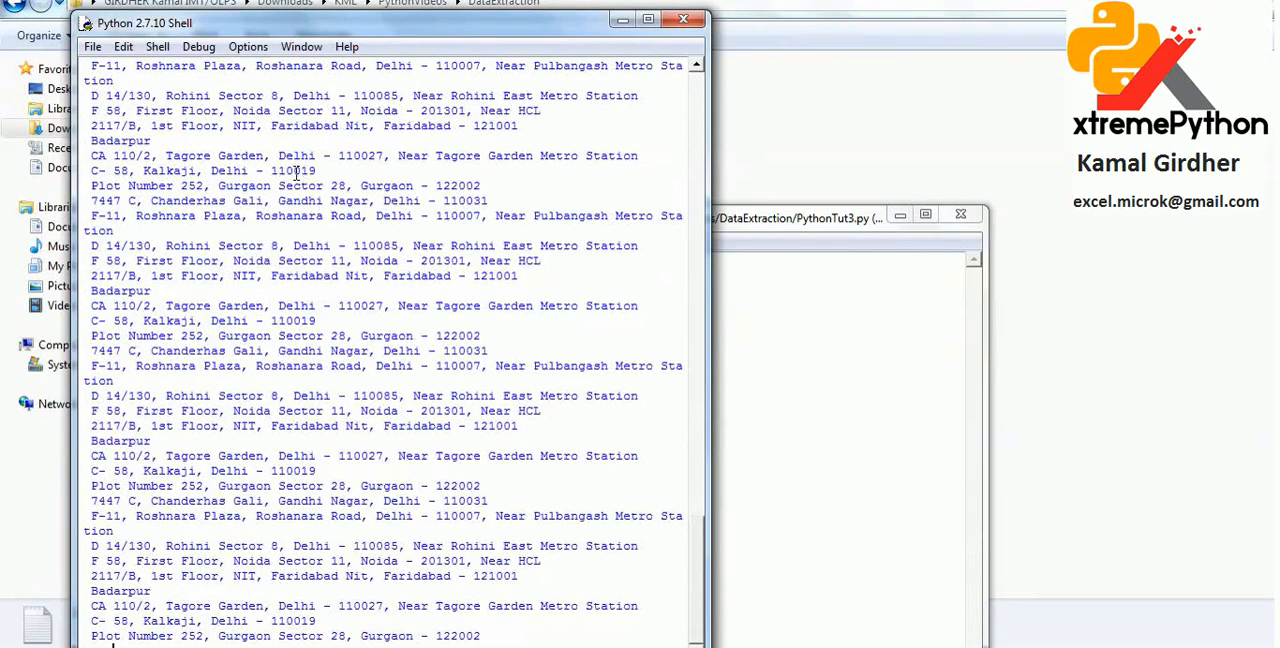 GIRDHER Kamal IMT/OLPS
Downloads
KML
PythonVideos
DataExtraction
Python 2.7.10 Shell
Organize
File Edit Shell Debug Options Window Help
F-11, Roshnara Plaza, Roshanara Road, Delhi - 110007, Near Pulbangash Metro Sta
tion
D 14/130, Rohini Sector 8, Delhi - 110085, Near Rohini East Metro Station
F 58, First Floor, Noida Sector 11, Noida - 201301, Near HCL
2117/B, 1st Floor, NIT, Faridabad Nit, Faridabad - 121001
Badarpur
CA 110/2, Tagore Garden, Delhi - 110027, Near Tagore Garden Metro Station
C- 58, Kalkaji, Delhi - 110019
Plot Number 252, Gurgaon Sector 28, Gurgaon - 122002
7447 C, Chanderhas Gali, Gandhi Nagar, Delhi - 110031
F-11, Roshnara Plaza, Roshanara Road, Delhi - 110007, Near Pulbangash Metro Sta
tion
D 14/130, Rohini Sector 8, Delhi - 110085, Near Rohini East Metro Station
F 58, First Floor, Noida Sector 11, Noida - 201301, Near HCL
2117/B, 1st Floor, NIT, Faridabad Nit, Faridabad - 121001
Badarpur
CA 110/2, Tagore Garden, Delhi - 110027, Near Tagore Garden Metro Station
C- 58, Kalkaji, Delhi - 110019
Plot Number 252, Gurgaon Sector 28, Gurgaon - 122002
7447 C, Chanderhas Gali, Gandhi Nagar, Delhi - 110031
F-11, Roshnara Plaza, Roshanara Road, Delhi - 110007, Near Pulbangash Metro Sta
tion
D 14/130, Rohini Sector 8, Delhi - 110085, Near Rohini East Metro Station
F 58, First Floor, Noida Sector 11, Noida - 201301, Near HCL
2117/B, 1st Floor, NIT, Faridabad Nit, Faridabad - 121001
Badarpur
CA 110/2, Tagore Garden, Delhi - 110027, Near Tagore Garden Metro Station
C- 58, Kalkaji, Delhi - 110019
Plot Number 252, Gurgaon Sector 28, Gurgaon - 122002
7447 C, Chanderhas Gali, Gandhi Nagar, Delhi - 110031
F-11, Roshnara Plaza, Roshanara Road, Delhi - 110007, Near Pulbangash Metro Sta
tion
D 14/130, Rohini Sector 8, Delhi - 110085, Near Rohini East Metro Station
F 58, First Floor, Noida Sector 11, Noida - 201301, Near HCL
2117/B, 1st Floor, NIT, Faridabad Nit, Faridabad - 121001
Badarpur
CA 110/2, Tagore Garden, Delhi - 110027, Near Tagore Garden Metro Station
C- 58, Kalkaji, Delhi - 110019
Plot Number 252, Gurgaon Sector 28, Gurgaon - 122002
Favori
Desk
Libra
Dow
Rece
Docu
Librari
Docu
Mus
My P
Pictu
Vide
Comp
Syste
Netwo
s/DataExtraction/PythonTut3.py (...
xtremePython
Kamal Girdher
excel.microk@gmail.com